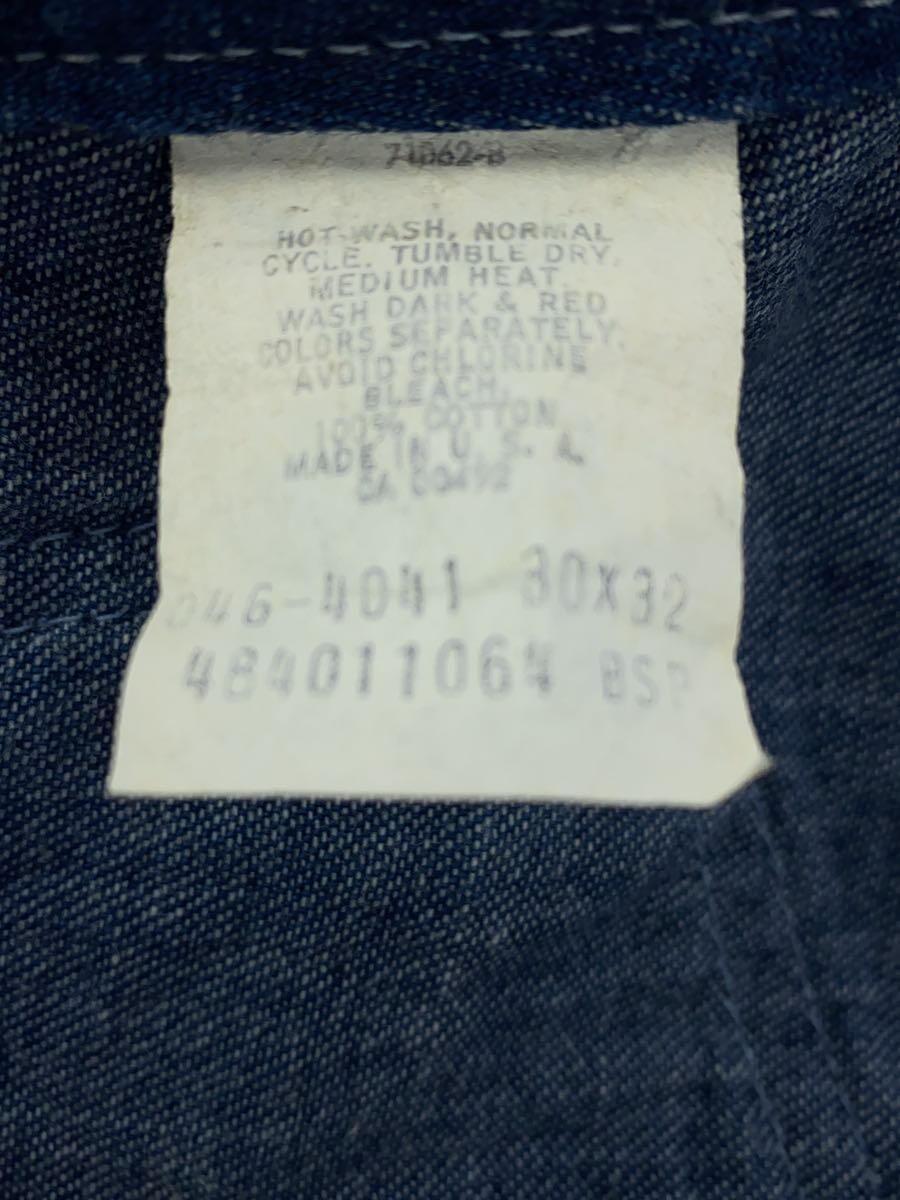 71062-B
HOT WASH, NORMAL
CYCLE. TUMBLE DRY,
MEDIUM HEAT.
WASH DARK & RED
COLORS SEPARATELY.
AVOID CHLORINE
BLEACH.
100% COTTON
MADE IN U. S. A.
CA 00492
046-4041 30X32
484011064 BSP